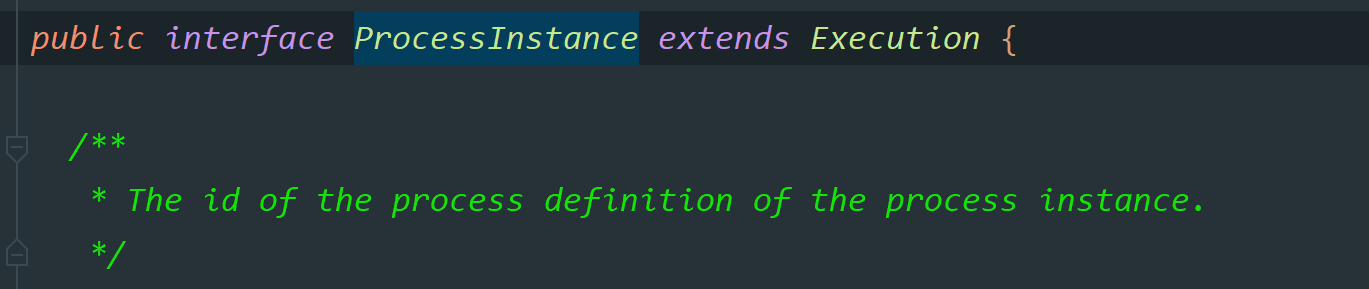 public interface ProcessInstance extends Execution {
/**
* The id of the process definition of the process instance.
*/